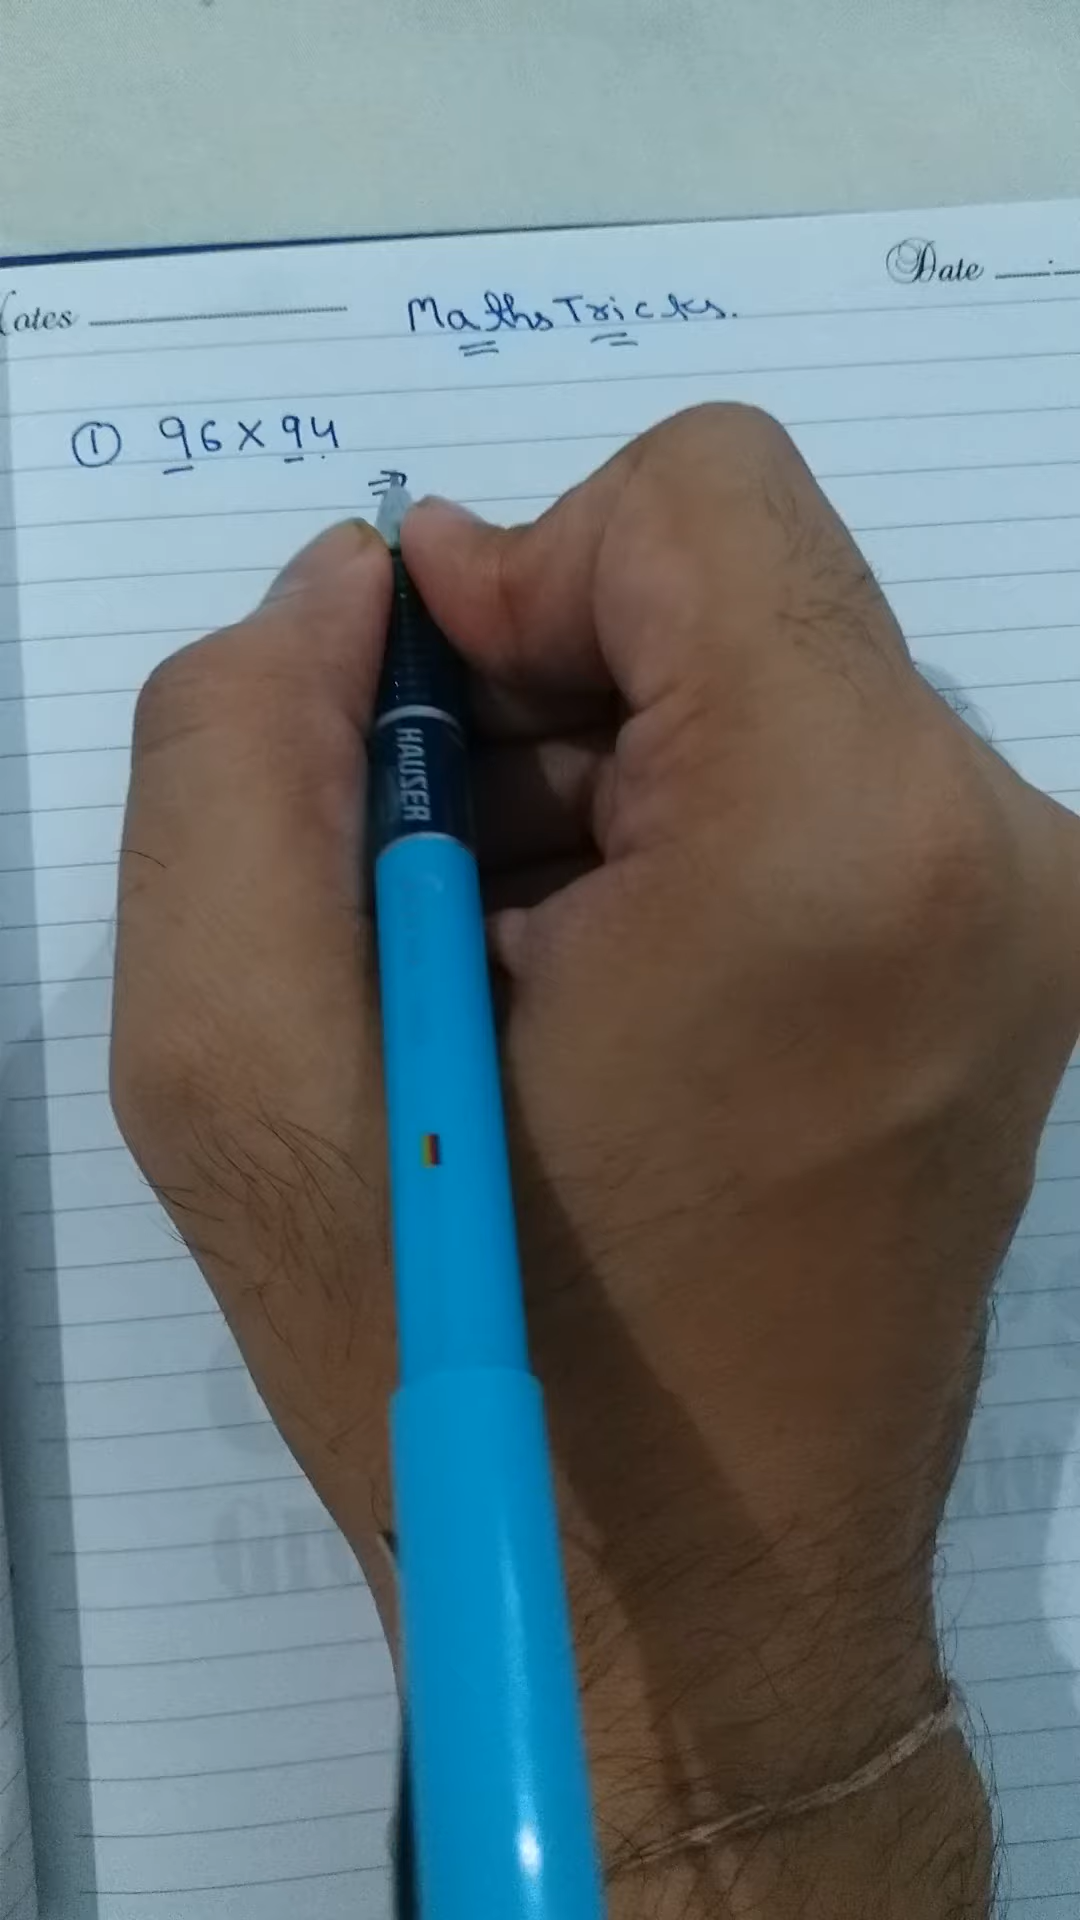 Notes
Date
Maths Tricks.
① 96 × 94
⇒
HAUSER